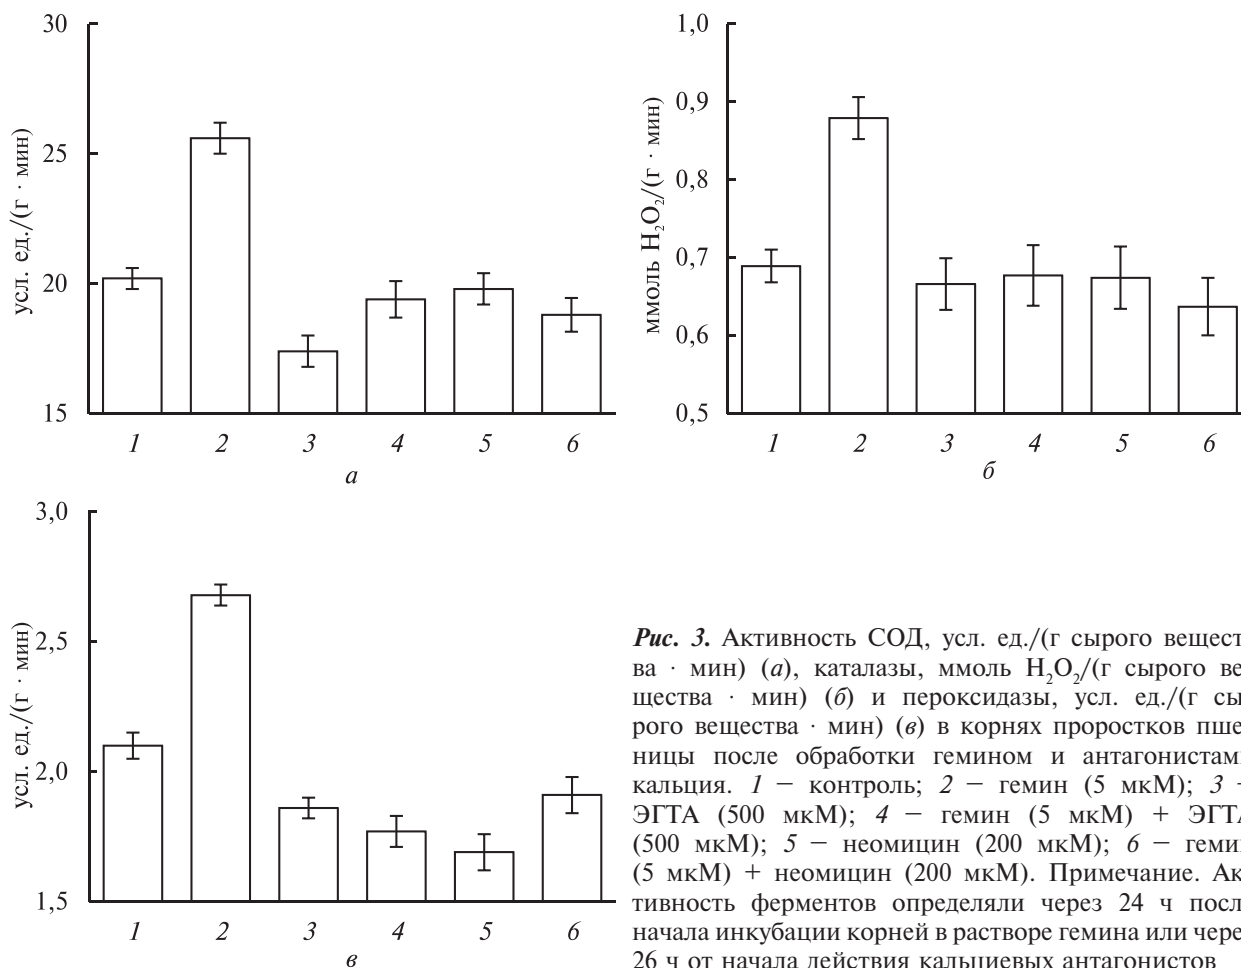 30
25
20
15
усл. ед./(г · мин)
1 2 3 4 5 6
а
1,0
0,9
0,8
0,7
0,6
0,5
ммоль H₂O₂/(г · мин)
1 2 3 4 5 6
б
3,0
2,5
2,0
1,5
усл. ед./(г · мин)
1 2 3 4 5 6
в
Рис. 3. Активность СОД, усл. ед./(г сырого вещест
ва · мин) (а), каталазы, ммоль H₂O₂/(г сырого ве
щества · мин) (б) и пероксидазы, усл. ед./(г сы
рого вещества · мин) (в) в корнях проростков пше
ницы после обработки гемином и антагонистам
кальция. 1 – контроль; 2 – гемин (5 мкМ); 3 –
ЭГТА (500 мкМ); 4 – гемин (5 мкМ) + ЭГТА
(500 мкМ); 5 – неомицин (200 мкМ); 6 – геми
(5 мкМ) + неомицин (200 мкМ). Примечание. Ак
тивность ферментов определяли через 24 ч посл
начала инкубации корней в растворе гемина или чере
26 ч от начала действия кальциевых антагонистов